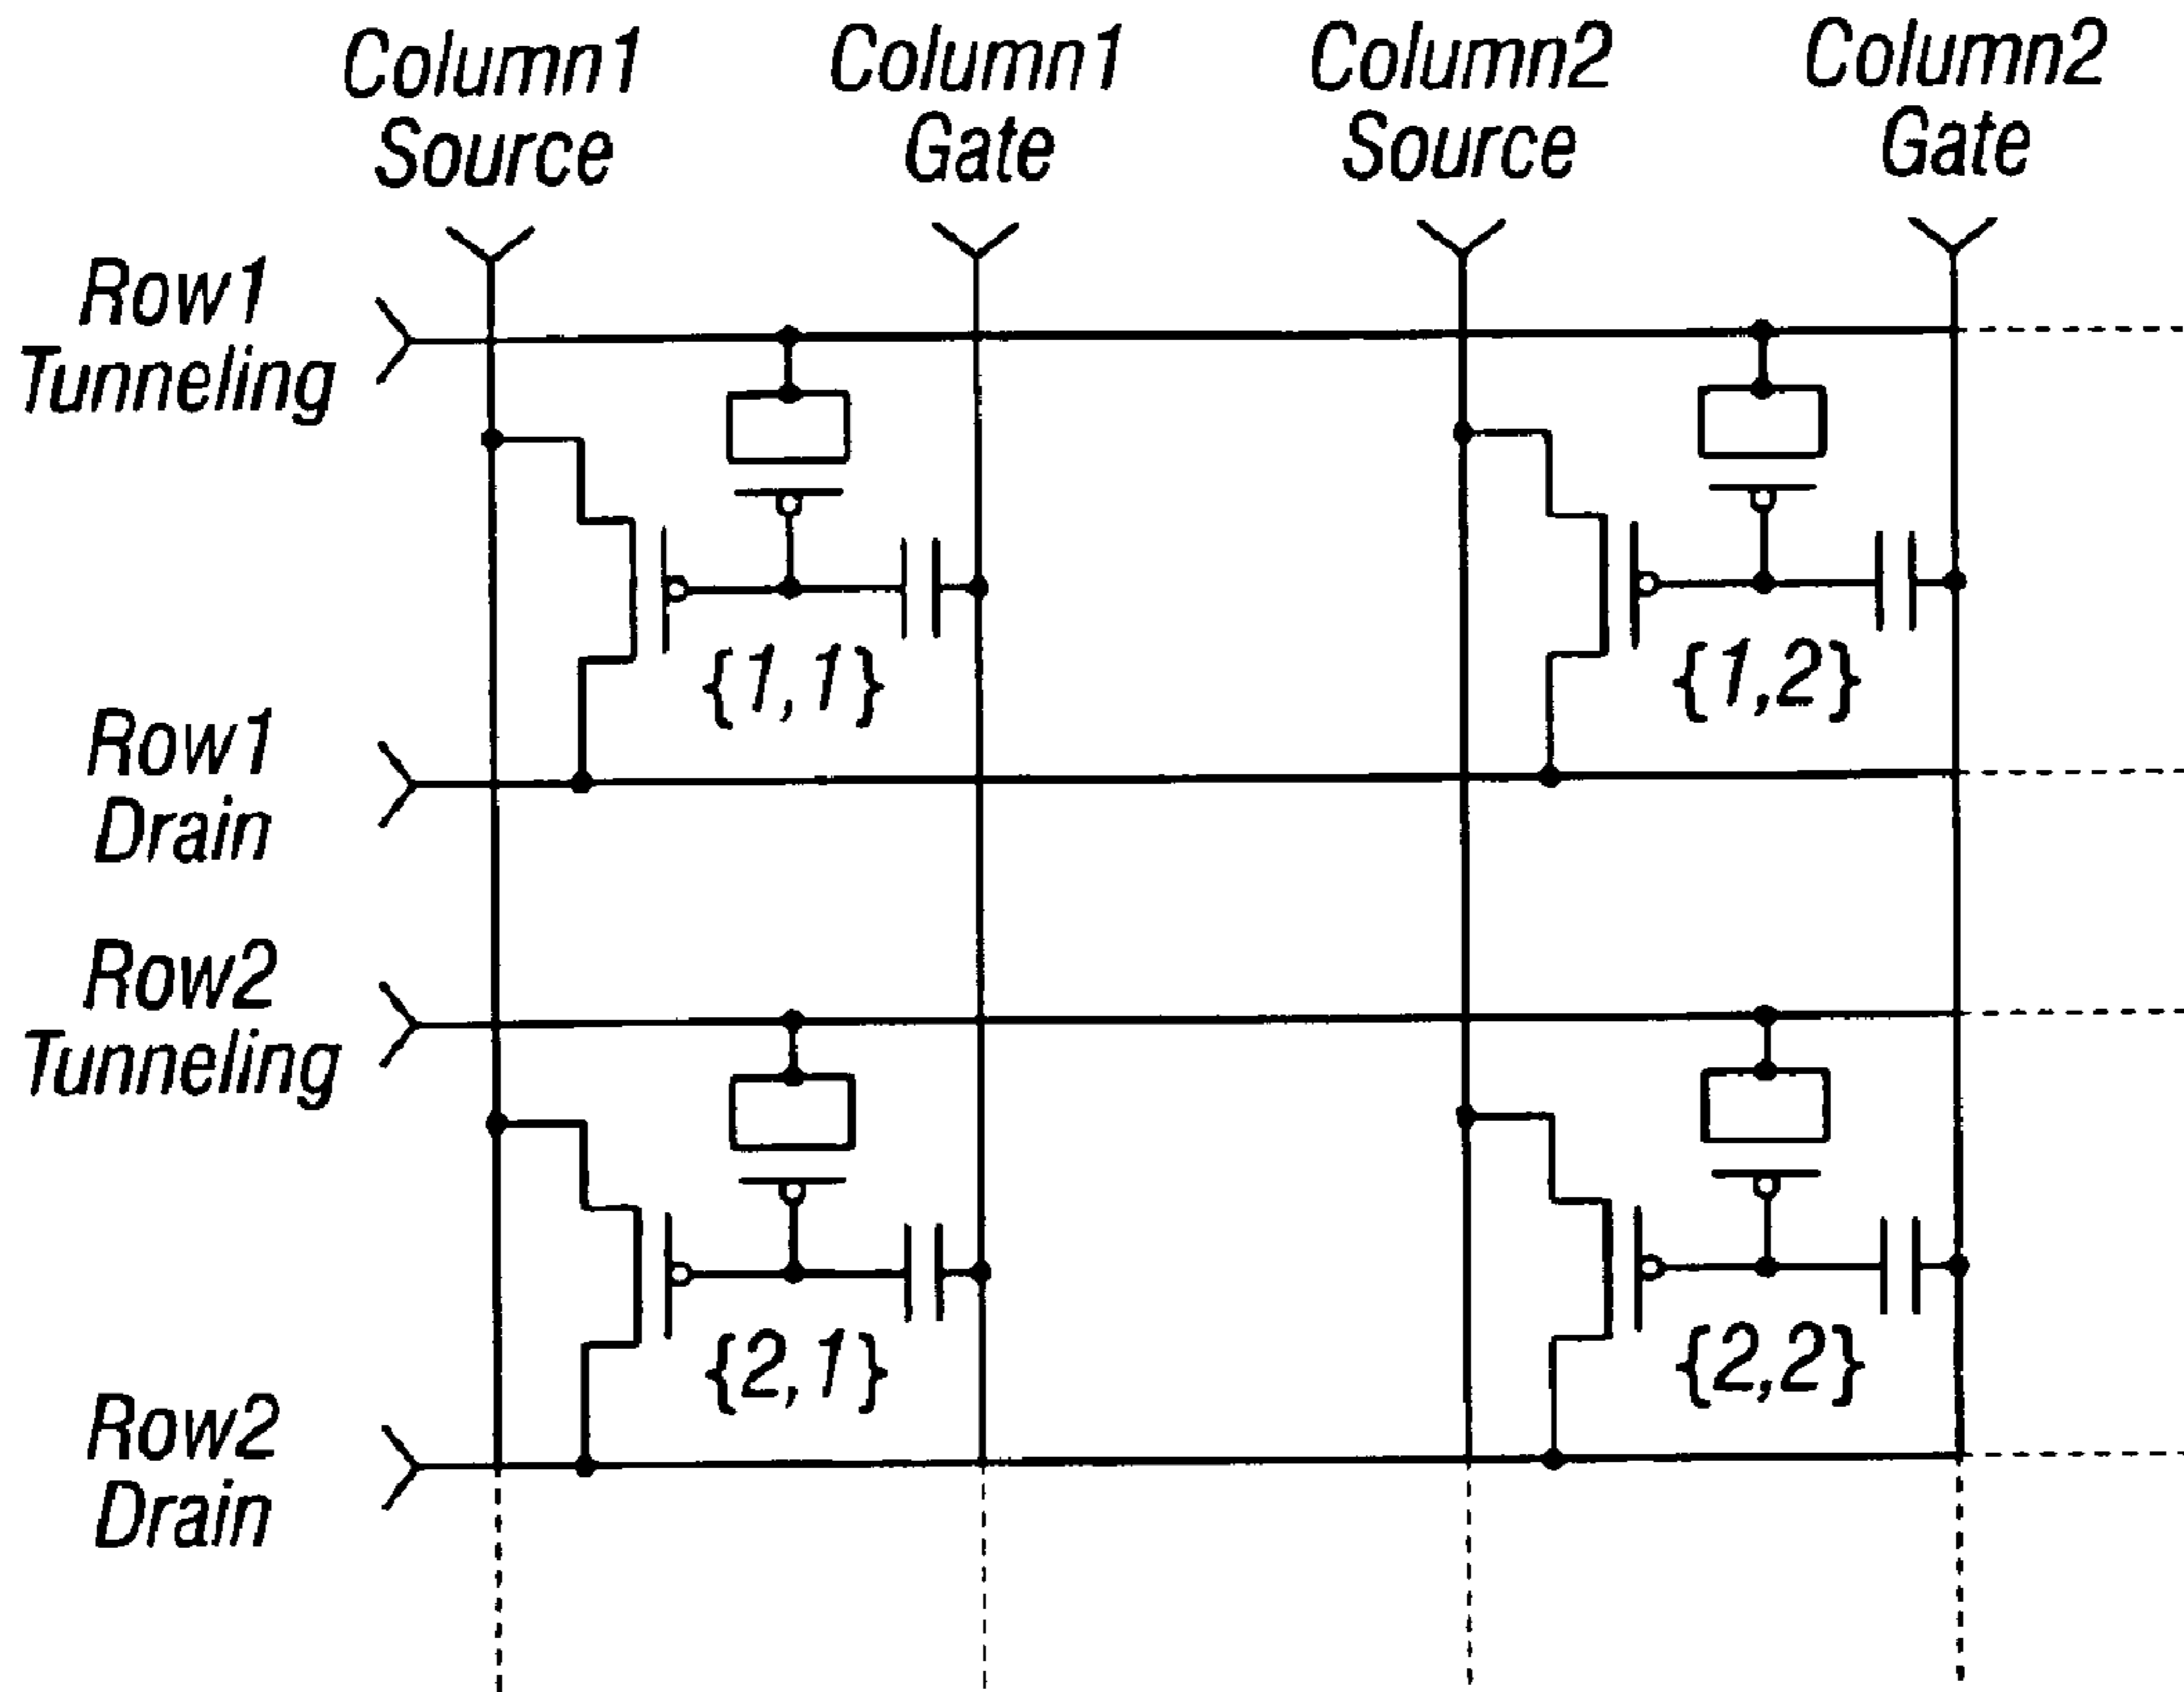 Column1
Source
Column1
Gate
Column2
Source
Column2
Gate
Row1
Tunneling
{1,1}
{1,2}
Row1
Drain
Row2
Tunneling
{2,1}
{2,2}
Row2
Drain